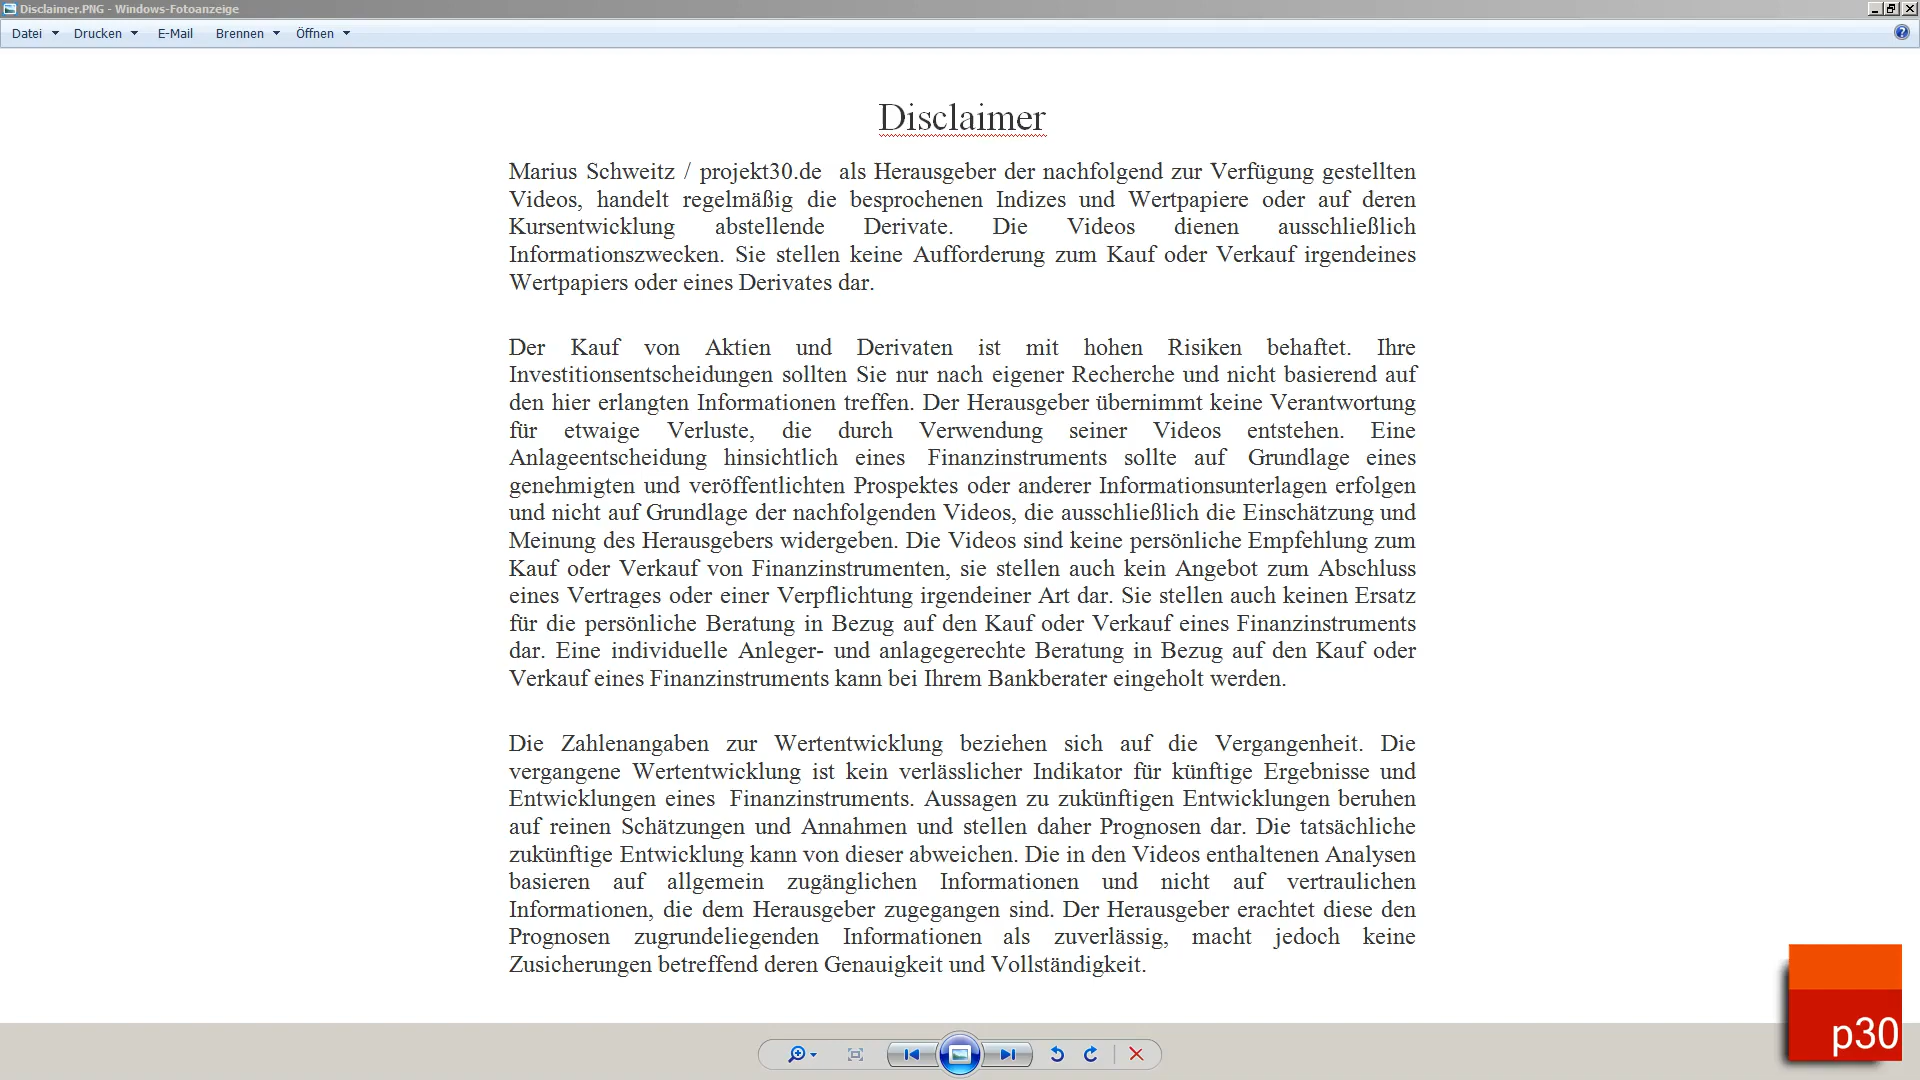 Disclaimer.PNG - Windows-Fotoanzeige
Datei Drucken E-Mail Brennen Öffnen
Disclaimer
Marius Schweitz / projekt30.de als Herausgeber der nachfolgend zur Verfügung gestellten
Videos, handelt regelmäßig die besprochenen Indizes und Wertpapiere oder auf deren
Kursentwicklung abstellende Derivate. Die Videos dienen ausschließlich
Informationszwecken. Sie stellen keine Aufforderung zum Kauf oder Verkauf irgendeines
Wertpapiers oder eines Derivates dar.
Der Kauf von Aktien und Derivaten ist mit hohen Risiken behaftet. Ihre
Investitionsentscheidungen sollten Sie nur nach eigener Recherche und nicht basierend auf
den hier erlangten Informationen treffen. Der Herausgeber übernimmt keine Verantwortung
für etwaige Verluste, die durch Verwendung seiner Videos entstehen. Eine
Anlageentscheidung hinsichtlich eines Finanzinstruments sollte auf Grundlage eines
genehmigten und veröffentlichten Prospektes oder anderer Informationsunterlagen erfolgen
und nicht auf Grundlage der nachfolgenden Videos, die ausschließlich die Einschätzung und
Meinung des Herausgebers widergeben. Die Videos sind keine persönliche Empfehlung zum
Kauf oder Verkauf von Finanzinstrumenten, sie stellen auch kein Angebot zum Abschluss
eines Vertrages oder einer Verpflichtung irgendeiner Art dar. Sie stellen auch keinen Ersatz
für die persönliche Beratung in Bezug auf den Kauf oder Verkauf eines Finanzinstruments
dar. Eine individuelle Anleger- und anlagegerechte Beratung in Bezug auf den Kauf oder
Verkauf eines Finanzinstruments kann bei Ihrem Bankberater eingeholt werden.
Die Zahlenangaben zur Wertentwicklung beziehen sich auf die Vergangenheit. Die
vergangene Wertentwicklung ist kein verlässlicher Indikator für künftige Ergebnisse und
Entwicklungen eines Finanzinstruments. Aussagen zu zukünftigen Entwicklungen beruhen
auf reinen Schätzungen und Annahmen und stellen daher Prognosen dar. Die tatsächliche
zukünftige Entwicklung kann von dieser abweichen. Die in den Videos enthaltenen Analysen
basieren auf allgemein zugänglichen Informationen und nicht auf vertraulichen
Informationen, die dem Herausgeber zugegangen sind. Der Herausgeber erachtet diese den
Prognosen zugrundeliegenden Informationen als zuverlässig, macht jedoch keine
Zusicherungen betreffend deren Genauigkeit und Vollständigkeit.
p30